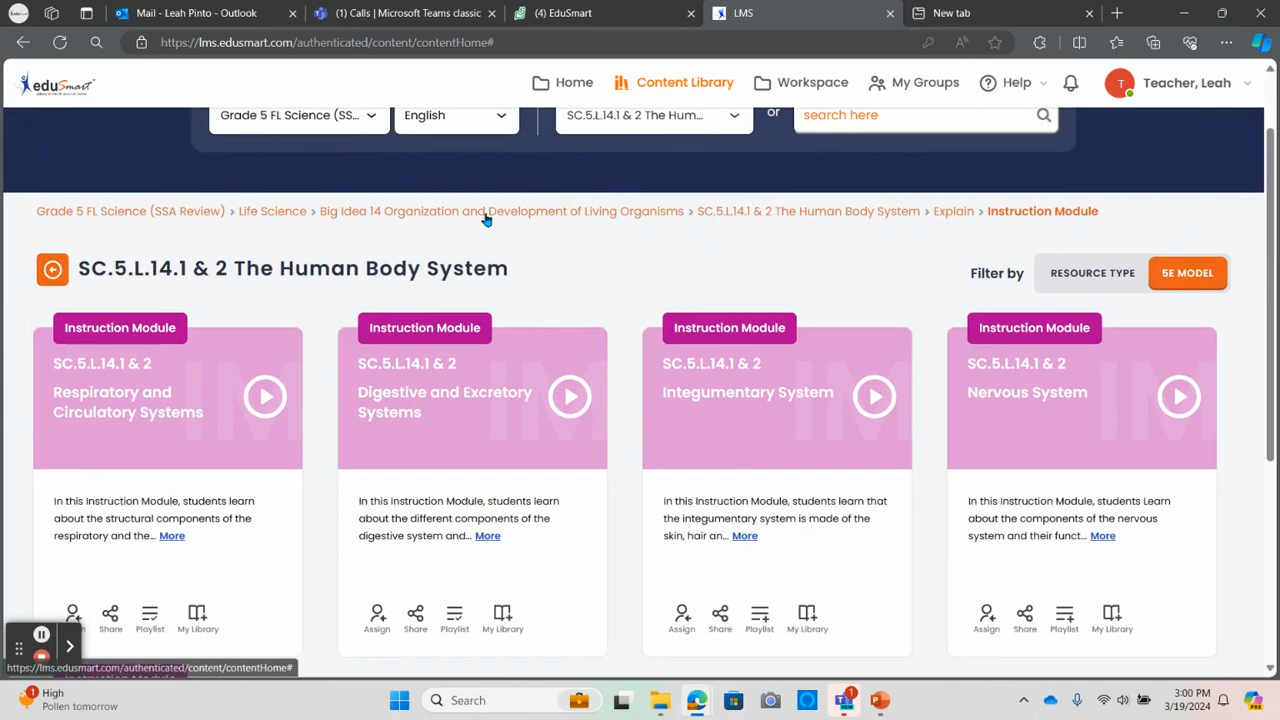 Mail - Leah Pinto - Outlook
(1) Calls | Microsoft Teams classic
(4) EduSmart
LMS
New tab
https://lms.edusmart.com/authenticated/content/contentHome#
eduSmart
Home
Content Library
Workspace
My Groups
Help
T
Teacher, Leah
Grade 5 FL Science (SS...
English
SC.5.L.14.1 & 2 The Hum...
or
search here
Grade 5 FL Science (SSA Review) > Life Science > Big Idea 14 Organization and Development of Living Organisms > SC.5.L.14.1 & 2 The Human Body System > Explain > Instruction Module
SC.5.L.14.1 & 2 The Human Body System
Filter by
RESOURCE TYPE
5E MODEL
Instruction Module
SC.5.L.14.1 & 2
Respiratory and
Circulatory Systems
In this Instruction Module, students learn
about the structural components of the
respiratory and the... More
Share
Playlist
My Library
Instruction Module
SC.5.L.14.1 & 2
Digestive and Excretory
Systems
In this Instruction Module, students learn
about the different components of the
digestive system and... More
Assign
Share
Playlist
My Library
Instruction Module
SC.5.L.14.1 & 2
Integumentary System
In this Instruction Module, students learn that
the integumentary system is made of the
skin, hair an... More
Assign
Share
Playlist
My Library
Instruction Module
SC.5.L.14.1 & 2
Nervous System
In this Instruction Module, students Learn
about the components of the nervous
system and their funct... More
Assign
Share
Playlist
My Library
https://lms.edusmart.com/authenticated/content/contentHome#
1
High
Pollen tomorrow
Search
NEW
1
3:00 PM
3/19/2024
PRE